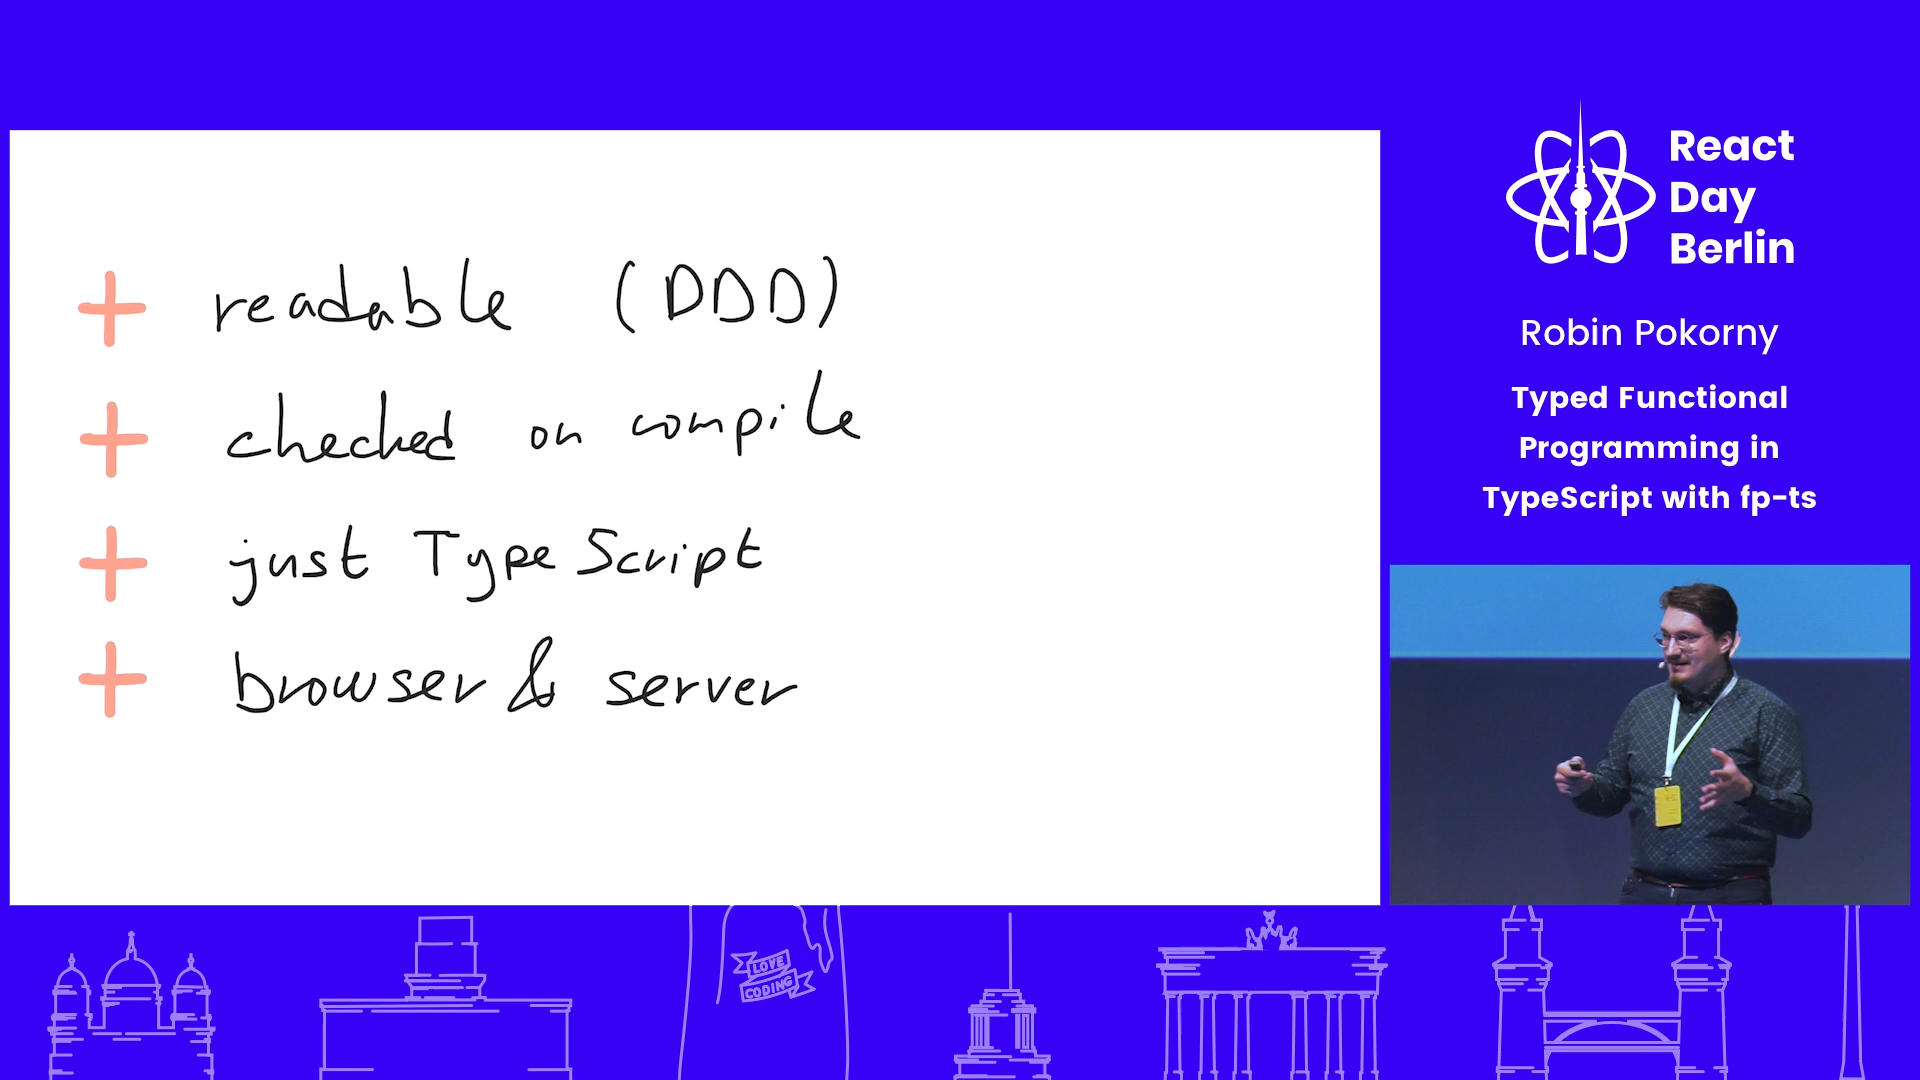 + readable (DDD)
+ checked on compile
+ just TypeScript
+ browser & server
React
Day
Berlin
Robin Pokorny
Typed Functional
Programming in
TypeScript with fp-ts
LOVE
CODING